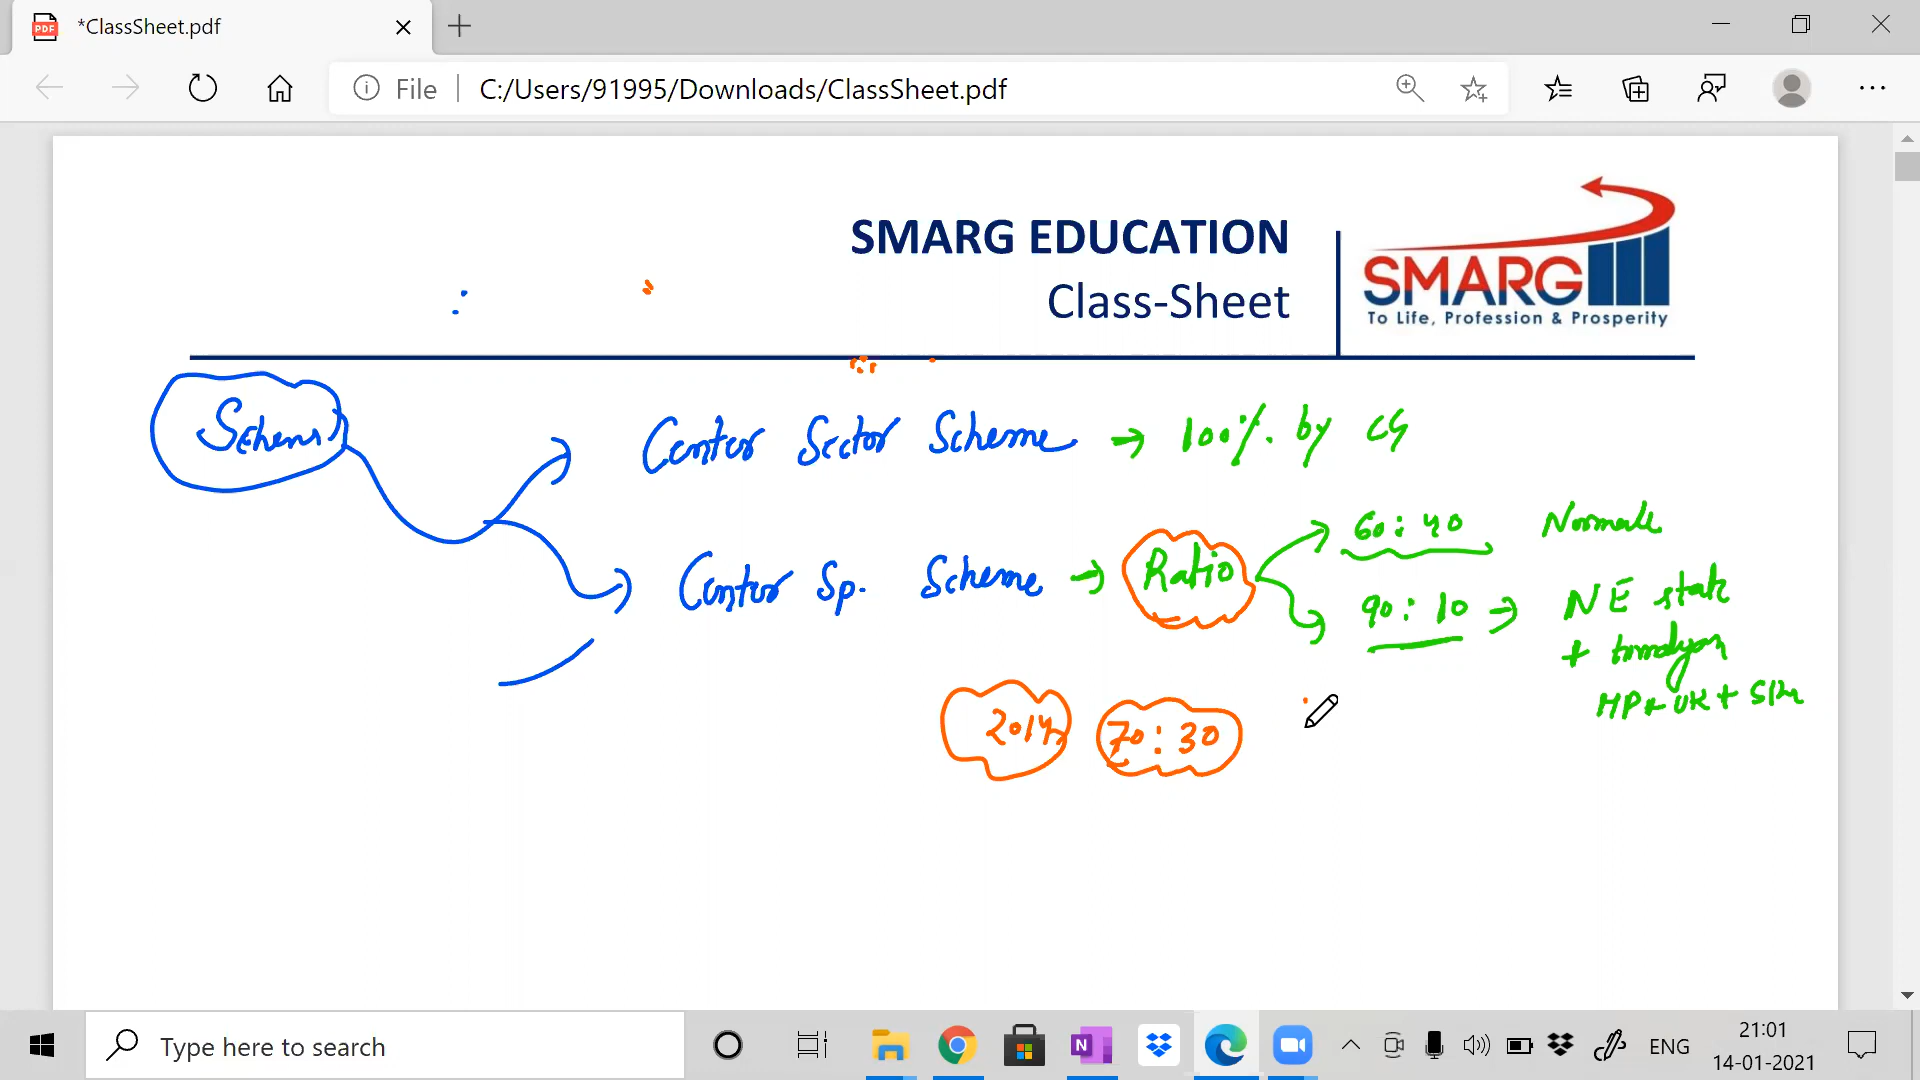 *ClassSheet.pdf
File C:/Users/91995/Downloads/ClassSheet.pdf
SMARG EDUCATION
Class-Sheet
SMARG
To Life, Profession & Prosperity
Center Sector Scheme → 100% by CG
Center Sp. Scheme → Ratio
60:40
90:10 → NE state
+
HP+ UK +
2014 70:30
Type here to search
ENG
21:01
14-01-2021